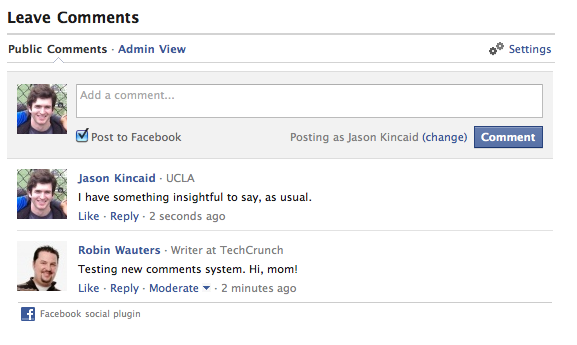 Leave Comments
Public Comments · Admin View
Settings
Add a comment...
Post to Facebook
Posting as Jason Kincaid (change)
Comment
Jason Kincaid · UCLA
I have something insightful to say, as usual.
Like · Reply · 2 seconds ago
Robin Wauters · Writer at TechCrunch
Testing new comments system. Hi, mom!
Like · Reply · Moderate · 2 minutes ago
f Facebook social plugin